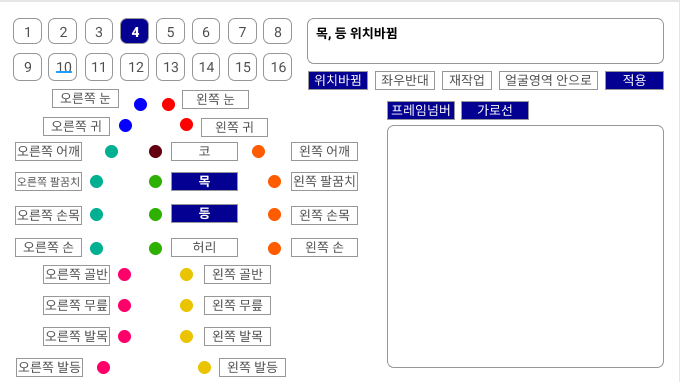 1 2 3 4 5 6 7 8
9 10 11 12 13 14 15 16
목, 등 위치바뀜
위치바뀜 좌우반대 재작업 얼굴영역 안으로 적용
프레임넘버 가로선
오른쪽 눈 왼쪽 눈
오른쪽 귀 왼쪽 귀
오른쪽 어깨 코 왼쪽 어깨
오른쪽 팔꿈치 목 왼쪽 팔꿈치
오른쪽 손목 등 왼쪽 손목
오른쪽 손 허리 왼쪽 손
오른쪽 골반 왼쪽 골반
오른쪽 무릎 왼쪽 무릎
오른쪽 발목 왼쪽 발목
오른쪽 발등 왼쪽 발등